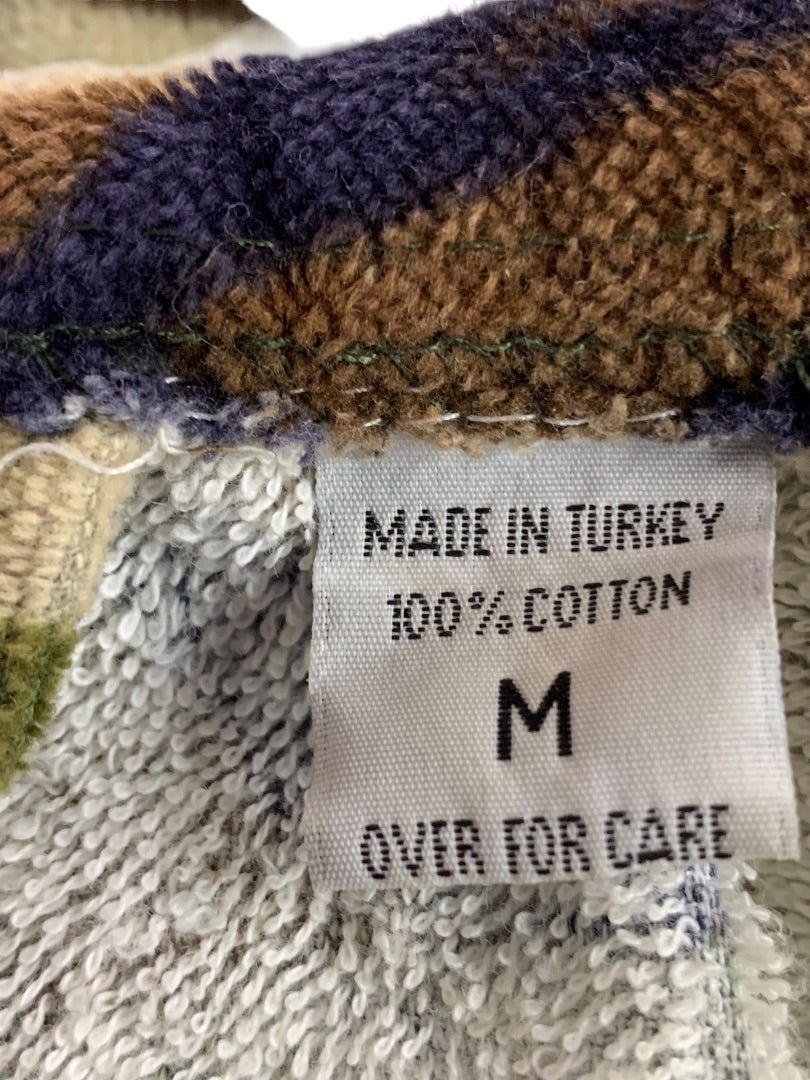 MADE IN TURKEY
100% COTTON
M
OVER FOR CARE